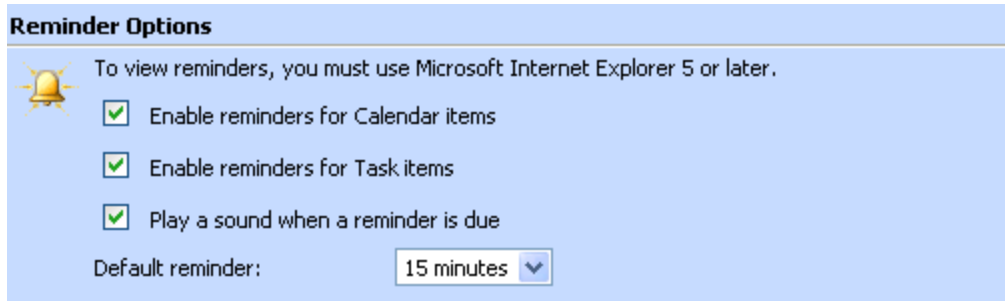 Reminder Options
To view reminders, you must use Microsoft Internet Explorer 5 or later.
Enable reminders for Calendar items
Enable reminders for Task items
Play a sound when a reminder is due
Default reminder: 15 minutes